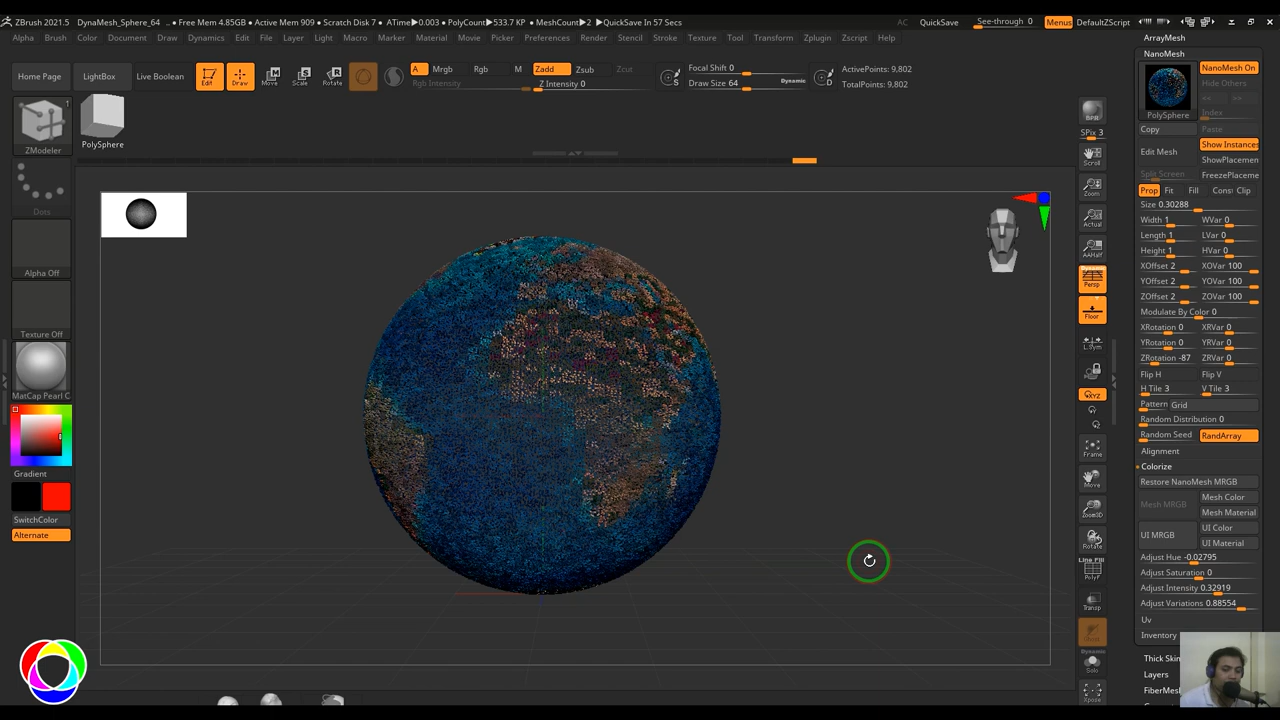 ZBrush 2021.5 DynaMesh_Sphere_64 • Free Mem 4.85GB • Active Mem 909 • Scratch Disk 7 • ATime▶0.003 • PolyCount▶533.7 KP • MeshCount▶2 ▶QuickSave In 57 Secs AC QuickSave See-through 0 Menus DefaultZScript
Alpha Brush Color Document Draw Dynamics Edit File Layer Light Macro Marker Material Movie Picker Preferences Render Stencil Stroke Texture Tool Transform Zplugin Zscript Help
Home Page LightBox Live Boolean Edit Draw Move Scale Rotate A Mrgb Rgb M Zadd Zsub Zcut
Rgb Intensity Z Intensity 0
S Focal Shift 0
Draw Size 64 Dynamic
D ActivePoints: 9,802
TotalPoints: 9,802
1
ZModeler
PolySphere
Dots
Alpha Off
Texture Off
MatCap Pearl C
Gradient
SwitchColor
Alternate
BPR
SPix 3
Scroll
Zoom
Actual
AAHalf
Persp
Floor
L.Sym
XYZ
Frame
Move
Zoom3D
Rotate
Line Fill
PolyF
Transp
Dynamic
Solo
Xpose
ArrayMesh
NanoMesh
NanoMesh On
Hide Others
<< >>
Index
PolySphere
Copy Paste
Edit Mesh Show Instances
ShowPlacemen
Split Screen FreezePlaceme
Prop Fit Fill Cons Clip
Size 0.30288
Width 1 WVar 0
Length 1 LVar 0
Height 1 HVar 0
XOffset 2 XOVar 100
YOffset 2 YOVar 100
ZOffset 2 ZOVar 100
Modulate By Color 0
XRotation 0 XRVar 0
YRotation 0 YRVar 0
ZRotation -87 ZRVar 0
Flip H Flip V
H Tile 3 V Tile 3
Pattern Grid
Random Distribution 0
Random Seed RandArray
Alignment
Colorize
Restore NanoMesh MRGB
Mesh MRGB Mesh Color
Mesh Material
UI MRGB UI Color
UI Material
Adjust Hue -0.02795
Adjust Saturation 0
Adjust Intensity 0.32919
Adjust Variations 0.88554
Uv
Inventory
Thick Skin
Layers
FiberMesh